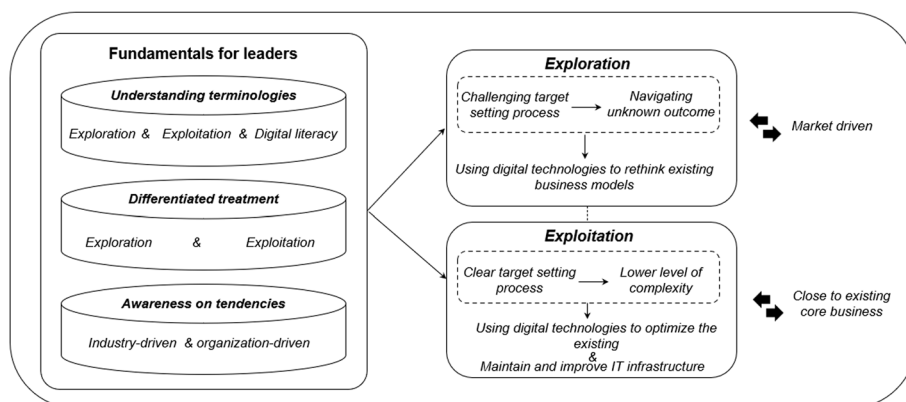 Fundamentals for leaders
Understanding terminologies
Exploration & Exploitation & Digital literacy
Differentiated treatment
Exploration & Exploitation
Awareness on tendencies
Industry-driven & organization-driven
Exploration
Challenging target
setting process
Navigating
unknown outcome
Using digital technologies to rethink existing
business models
Market driven
Exploitation
Clear target setting
process
Lower level of
complexity
Using digital technologies to optimize the
existing
&
Maintain and improve IT infrastructure
Close to existing
core business